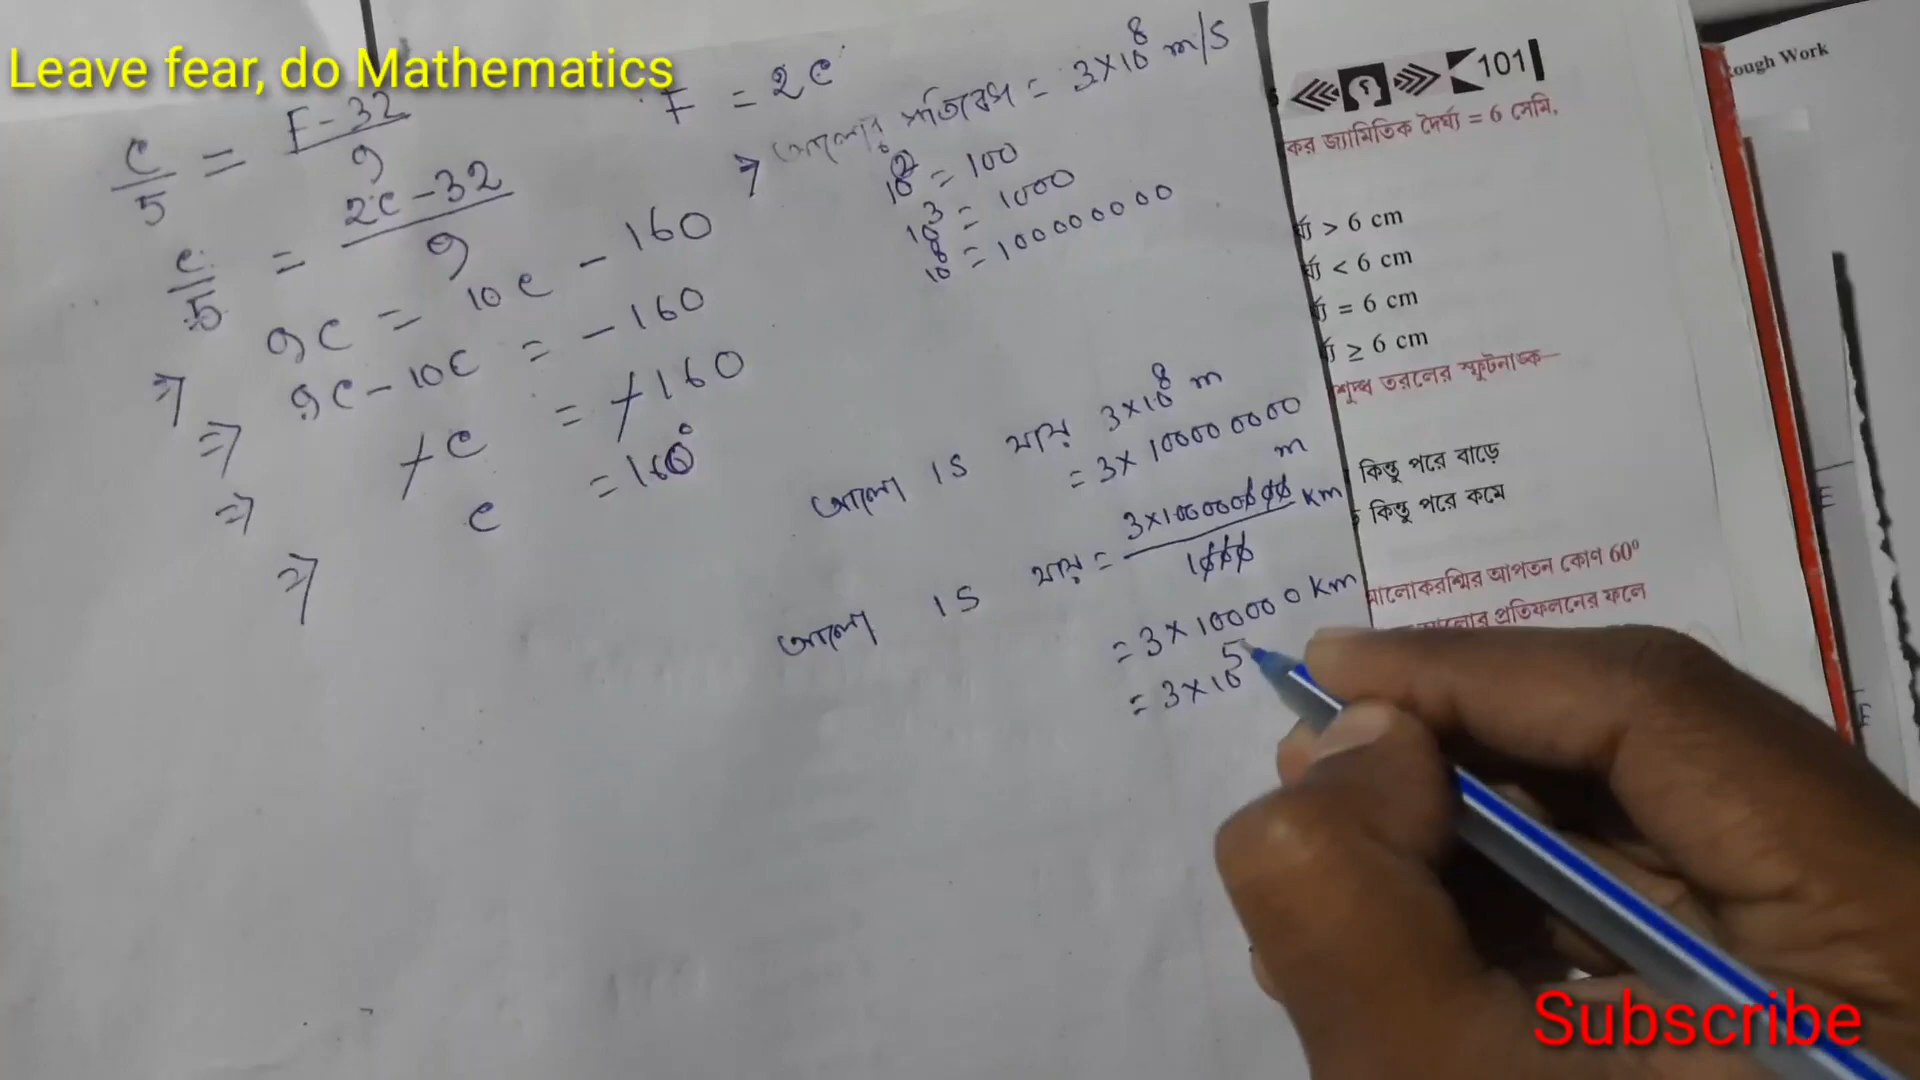 Leave fear, do Mathematics
C/5 = F-32/9
C/5 = 2C-32/9
⇒ 9C = 10C - 160
⇒ 9C - 10C = -160
⇒ -C = -160
⇒ C = 160°
F = 2C
⇒ আলোর গতিবেগ = 3×10⁸ m/s
10² = 100
10³ = 1000
10⁸ = 100000000
আলো 1S যায় 3×10⁸ m
= 3×100000000 m
আলো 1S যায় = 3×100000000/1000 km
= 3×100000 km
= 3×10⁵
101
কর জ্যামিতিক দৈর্ঘ্য = 6 সেমি,
র্ঘ্য > 6 cm
র্ঘ্য < 6 cm
= 6 cm
≥ 6 cm
শুদ্ধ তরলের স্ফুটনাঙ্ক—
কিন্তু পরে বাড়ে
কিন্তু পরে কমে
আলোকরশ্মির আপতন কোণ 60°
আলোর প্রতিফলনের ফলে
Rough Work
E
E
Subscribe